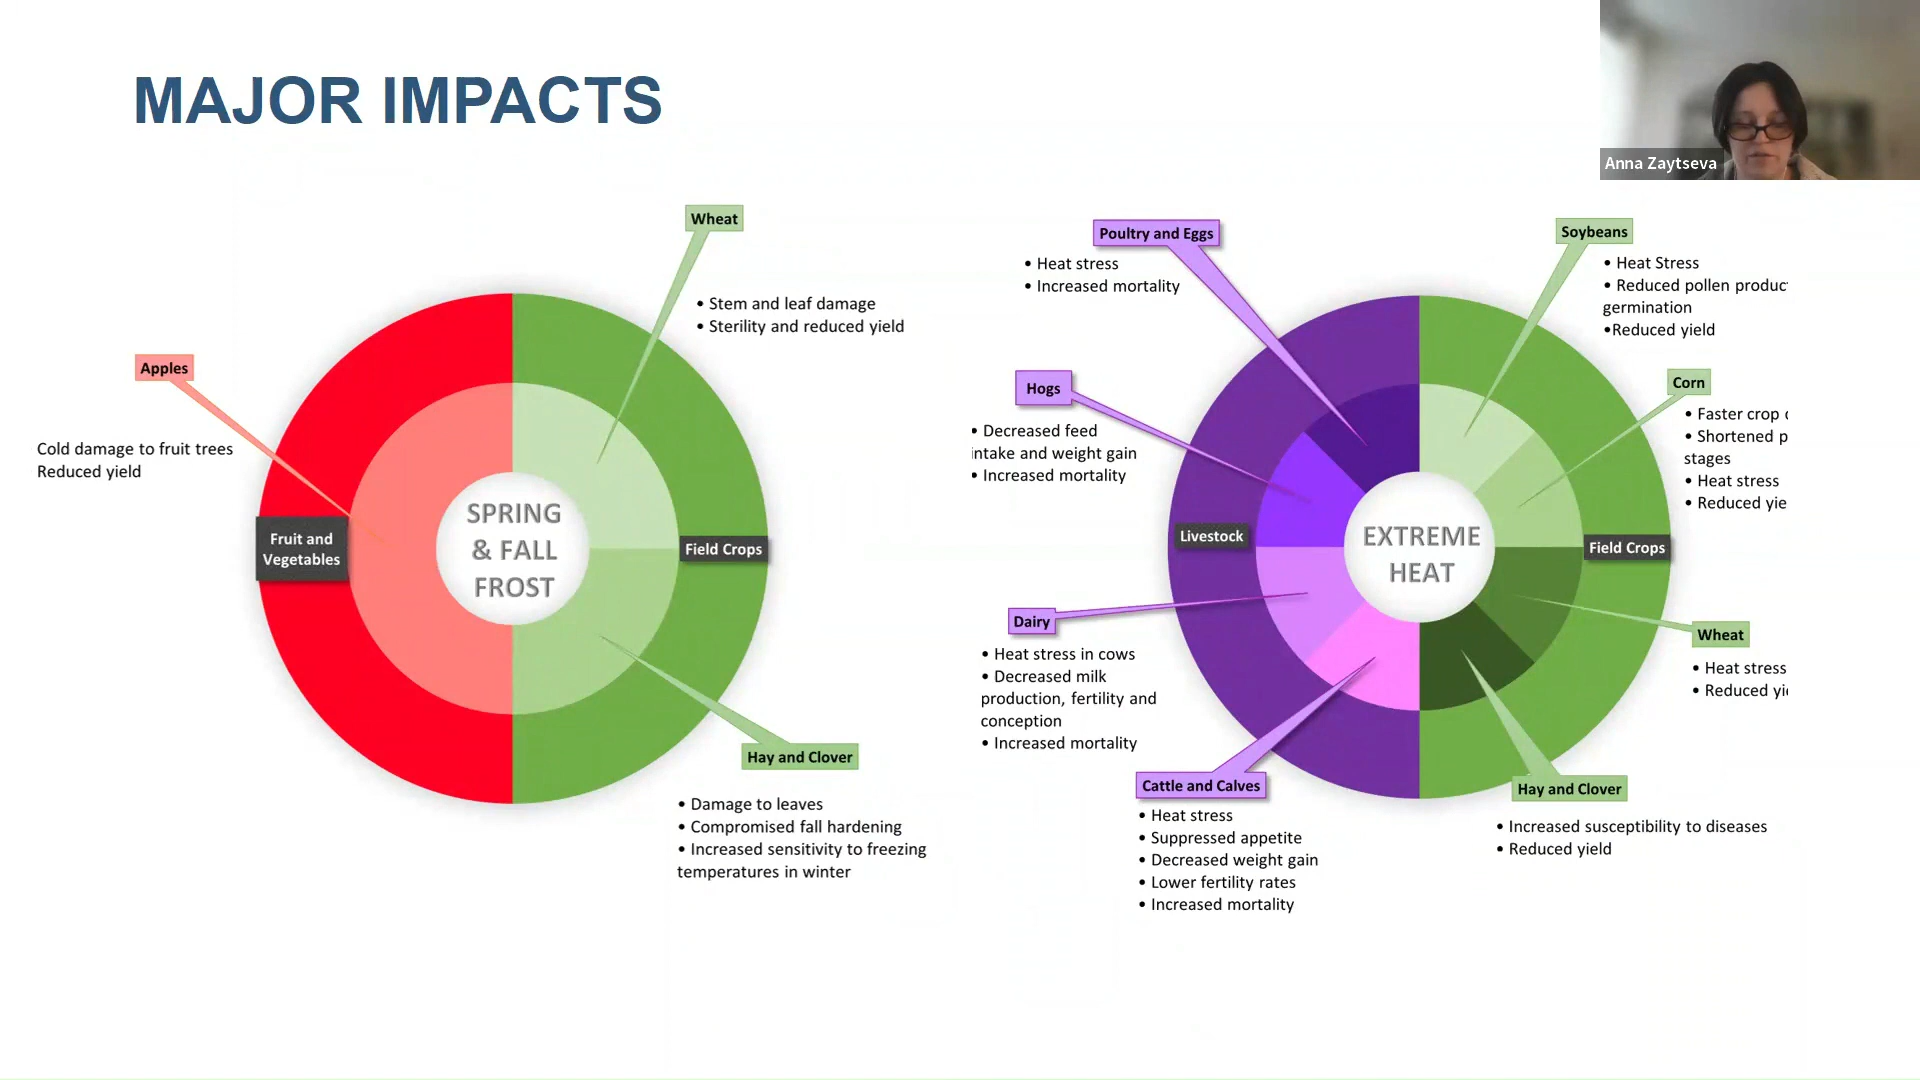 MAJOR IMPACTS
Anna Zaytseva
Wheat
• Stem and leaf damage
• Sterility and reduced yield
Apples
Cold damage to fruit trees
Reduced yield
Fruit and
Vegetables
SPRING
& FALL
FROST
Field Crops
Hay and Clover
• Damage to leaves
• Compromised fall hardening
• Increased sensitivity to freezing
temperatures in winter
Poultry and Eggs
• Heat stress
• Increased mortality
Hogs
• Decreased feed
intake and weight gain
• Increased mortality
Livestock
EXTREME
HEAT
Dairy
• Heat stress in cows
• Decreased milk
production, fertility and
conception
• Increased mortality
Cattle and Calves
• Heat stress
• Suppressed appetite
• Decreased weight gain
• Lower fertility rates
• Increased mortality
Soybeans
• Heat Stress
• Reduced pollen
germination
•Reduced yield
Corn
• Faster crop
• Shortened
stages
• Heat stress
• Reduced
Field Crops
Wheat
• Heat stress
• Reduced
Hay and Clover
• Increased susceptibility to diseases
• Reduced yield